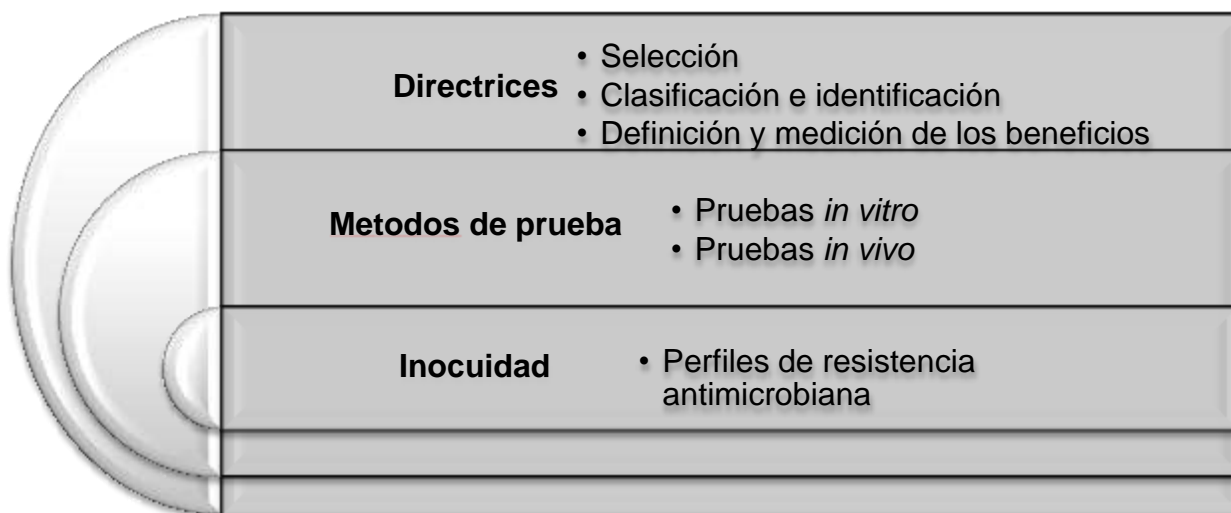 Directrices
• Selección
• Clasificación e identificación
• Definición y medición de los beneficios
Metodos de prueba
• Pruebas in vitro
• Pruebas in vivo
Inocuidad
• Perfiles de resistencia
antimicrobiana